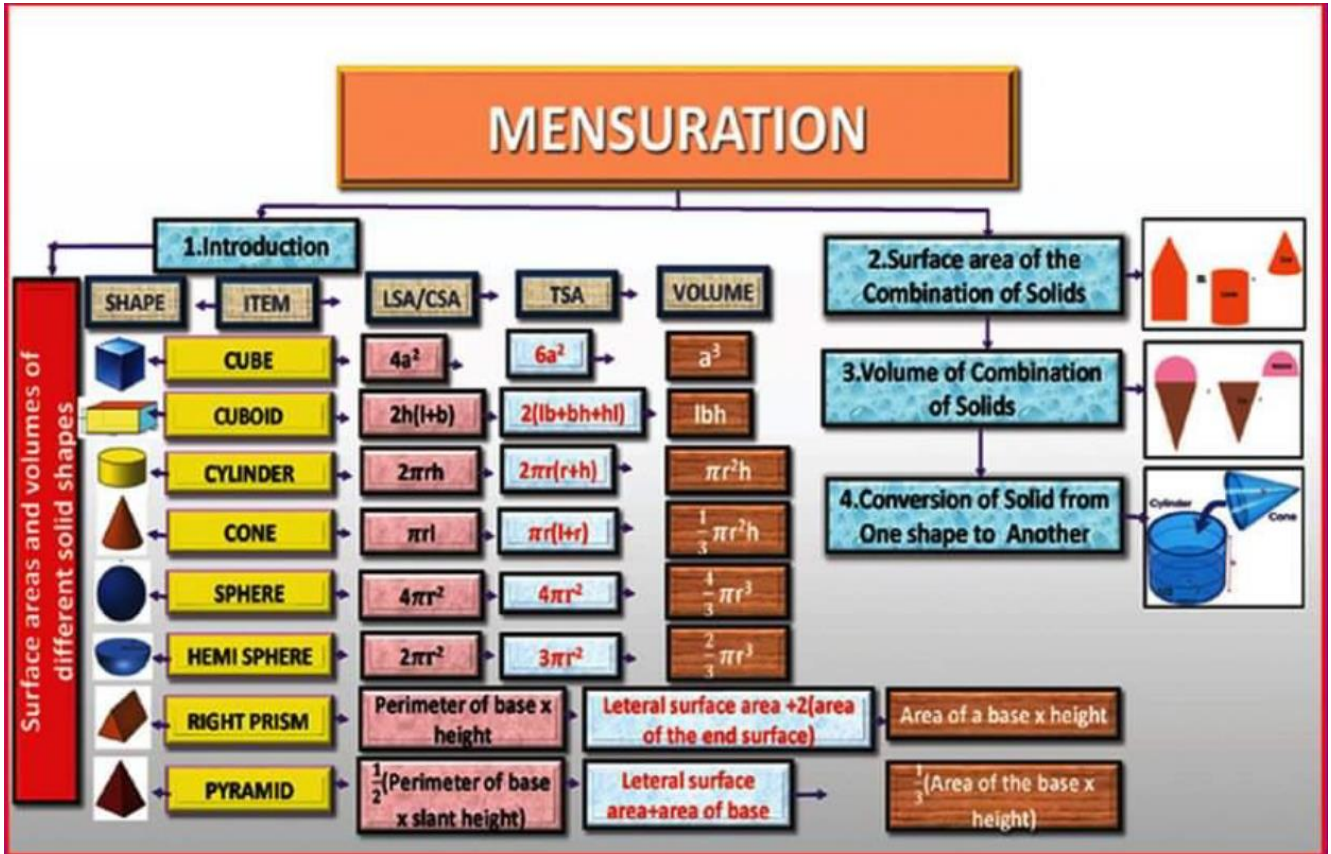 MENSURATION
1.Introduction
Surface areas and volumes of
different solid shapes
SHAPE
ITEM
LSA/CSA
TSA
VOLUME
CUBE
4a²
6a²
a³
CUBOID
2h(l+b)
2(lb+bh+hl)
lbh
CYLINDER
2πrh
2πr(r+h)
πr²h
CONE
πrl
πr(l+r)
1/3 πr²h
SPHERE
4πr²
4πr²
4/3 πr³
HEMI SPHERE
2πr²
3πr²
2/3 πr³
RIGHT PRISM
Perimeter of base x
height
Leteral surface area +2(area
of the end surface)
Area of a base x height
PYRAMID
1/2(Perimeter of base
x slant height)
Leteral surface
area+area of base
1/3(Area of the base x
height)
2.Surface area of the
Combination of Solids
3.Volume of Combination
of Solids
4.Conversion of Solid from
One shape to Another
Cylinder
Cone